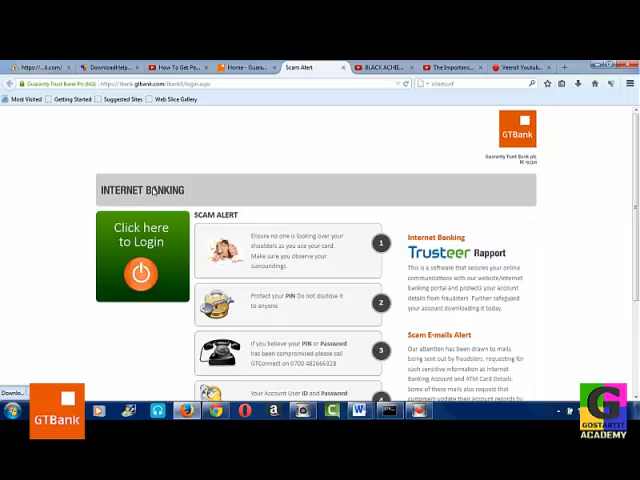 https://...il.com/
DownloadHelp...
How To Get Pe...
Home - Guara...
Scam Alert
BLACK ACHIE...
The Importanc...
Veeroll Youtub...
Guaranty Trust Bank Plc (NG)
https://ibank.gtbank.com/ibank3/login.aspx
Most Visited
Getting Started
Suggested Sites
Web Slice Gallery
GTBank
Guaranty Trust Bank plc
INTERNET BANKING
Click here
to Login
SCAM ALERT
Ensure no one is looking over your
shoulders as you use your card.
Make sure you observe your
surroundings.
1
Protect your PIN Do not disclose it
to anyone
2
If you believe your PIN or Password
has been compromised please call
GTConnect on 0700 482666328
3
Your Account User ID and Password
Internet Banking
Trusteer Rapport
This is a software that secures your online
communications with our website/internet
banking portal and protects your account
details from fraudsters. Further safeguard
your account downloading it today.
Scam E-mails Alert
Our attention has been drawn to mails
being sent out by fraudsters, requesting for
such sensitive information as Internet
Banking Account and ATM Card Details.
Some of these mails also request that
customers update their account records by
Downlo...
GTBank
G
GOSTARTIT
ACADEMY